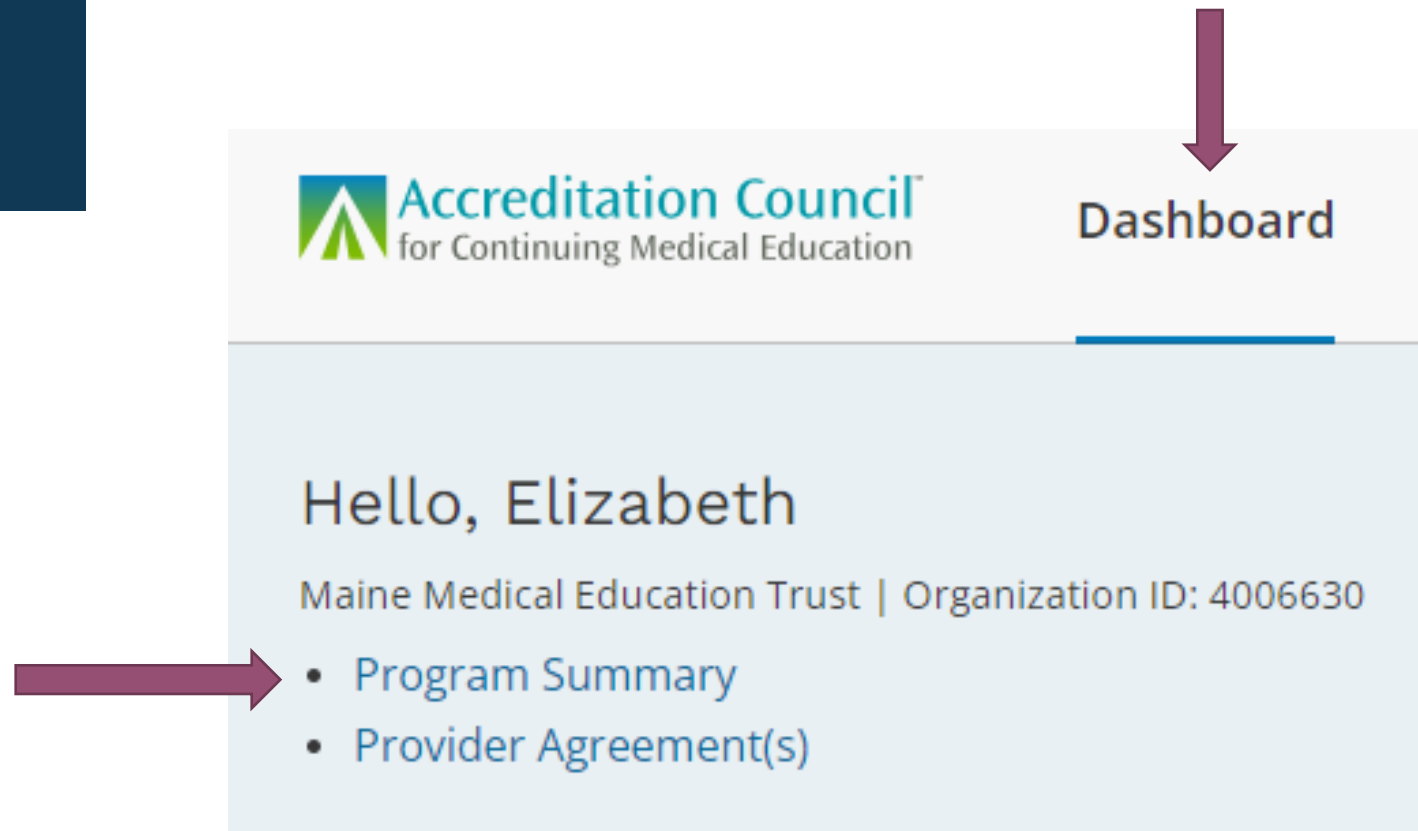 Accreditation Council™
for Continuing Medical Education
Dashboard
Hello, Elizabeth
Maine Medical Education Trust | Organization ID: 4006630
• Program Summary
• Provider Agreement(s)